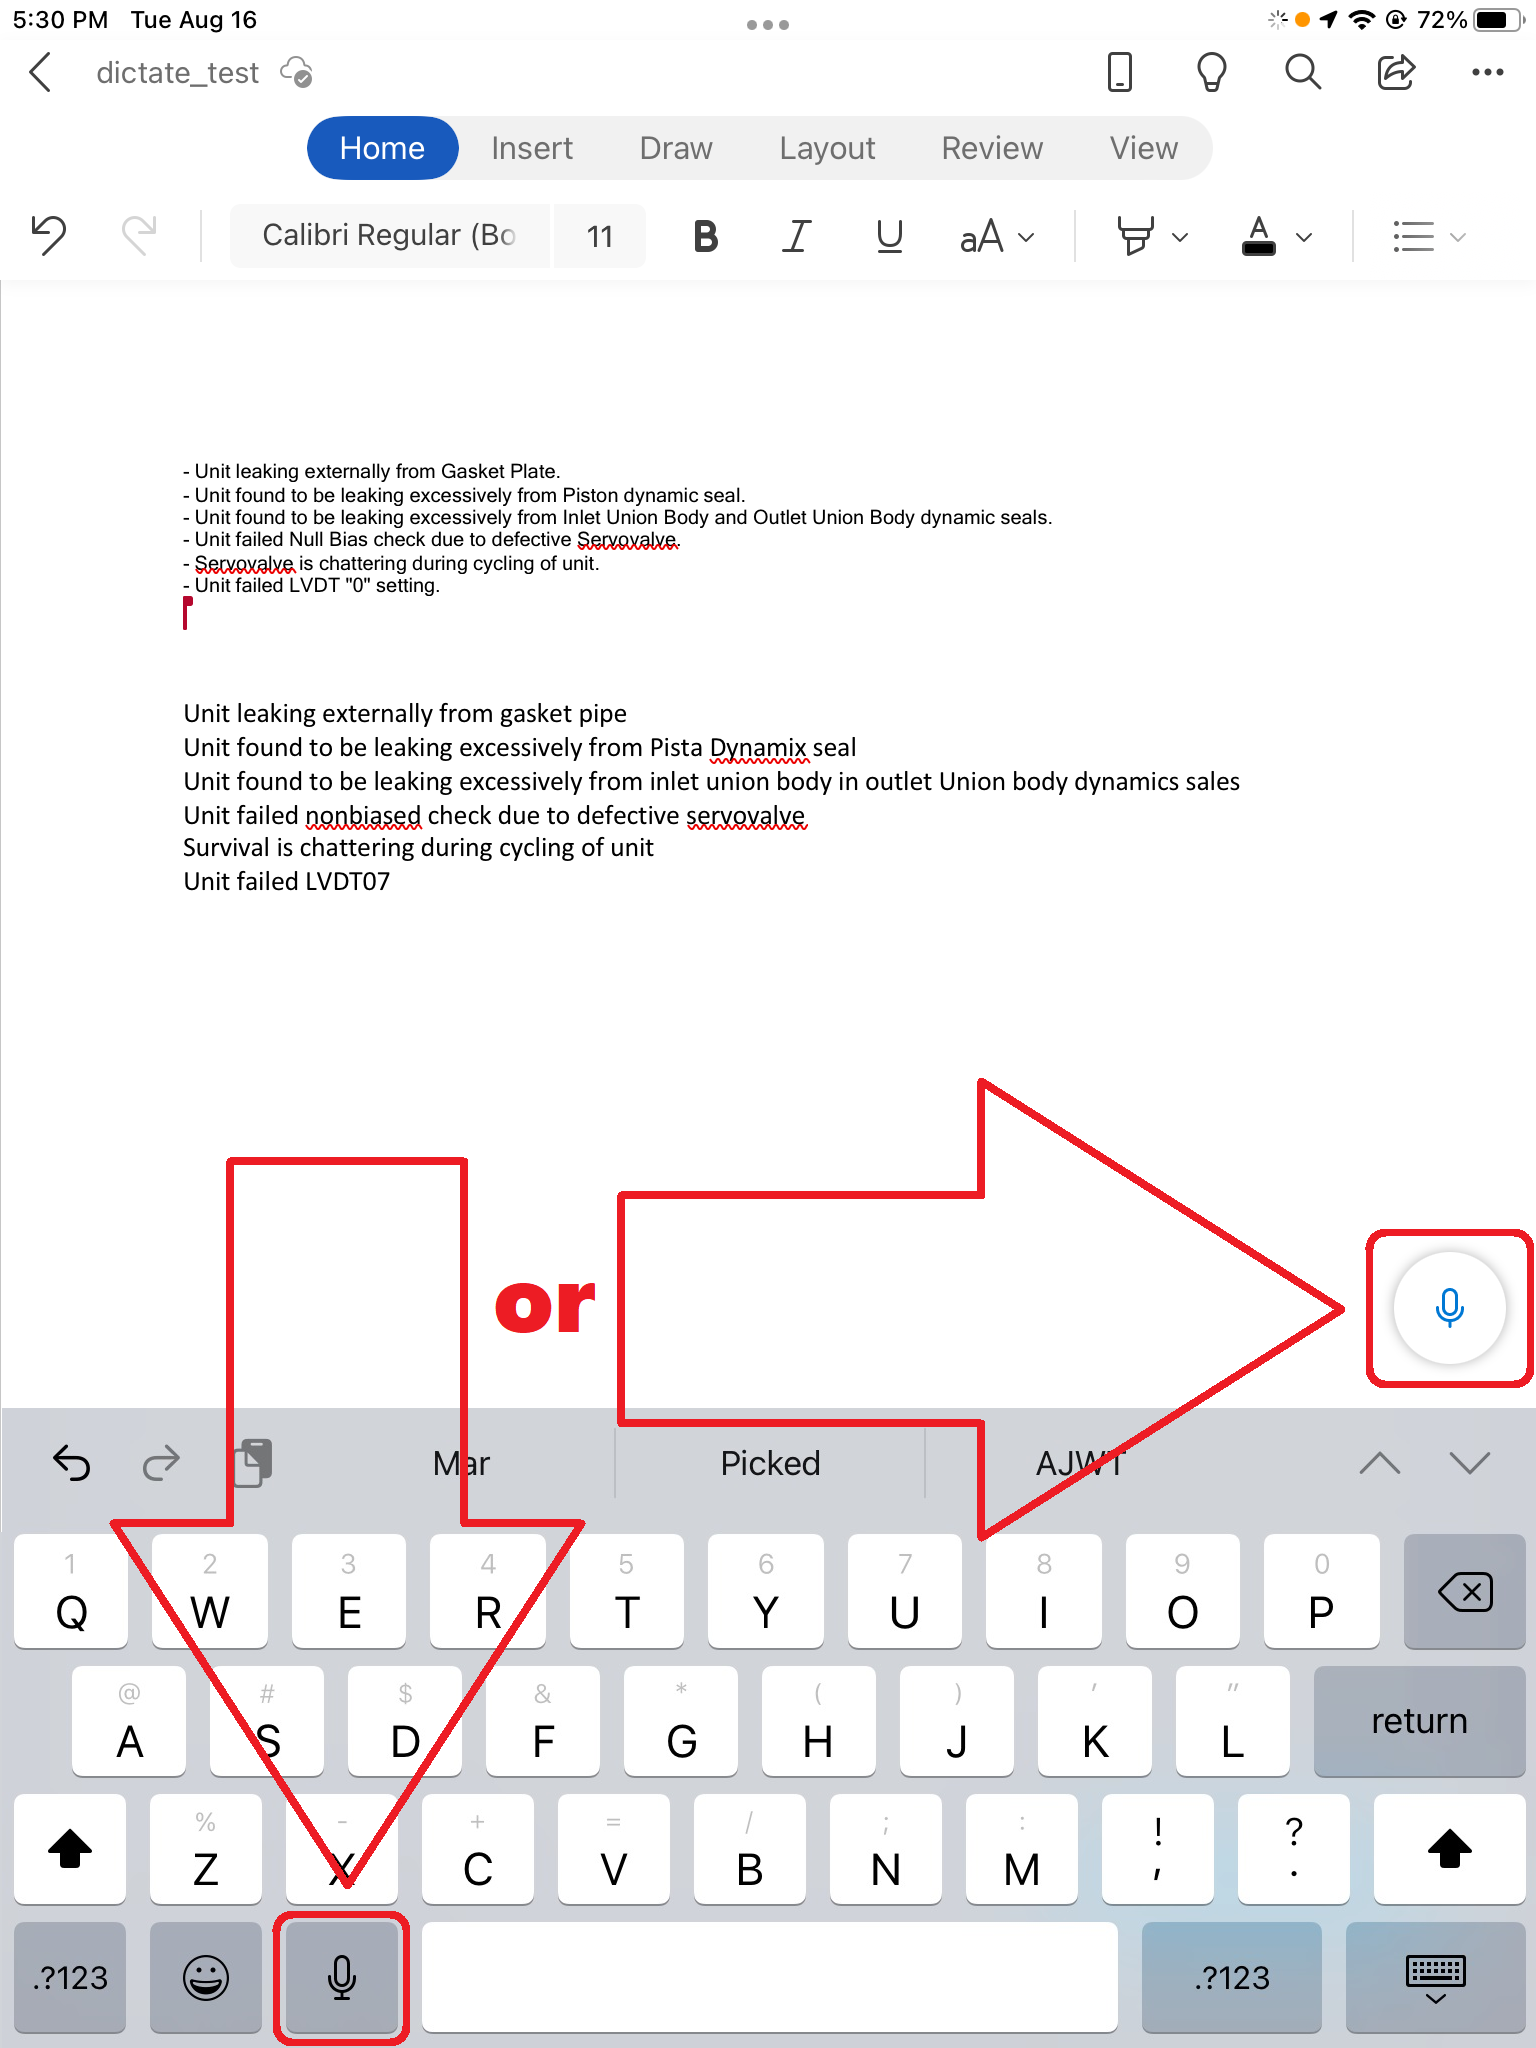 5:30 PM Tue Aug 16 72%
dictate_test
Home Insert Draw Layout Review View
Calibri Regular (Bo 11 B I U aA A
- Unit leaking externally from Gasket Plate.
- Unit found to be leaking excessively from Piston dynamic seal.
- Unit found to be leaking excessively from Inlet Union Body and Outlet Union Body dynamic seals.
- Unit failed Null Bias check due to defective Servovalve.
- Servovalve is chattering during cycling of unit.
- Unit failed LVDT "0" setting.
Unit leaking externally from gasket pipe
Unit found to be leaking excessively from Pista Dynamix seal
Unit found to be leaking excessively from inlet union body in outlet Union body dynamics sales
Unit failed nonbiased check due to defective servovalve
Survival is chattering during cycling of unit
Unit failed LVDT07
or
Mar Picked AJWT
1 2 3 4 5 6 7 8 9 0
Q W E R T Y U I O P
@ # $ & * ( ) ' "
A S D F G H J K L return
% - + = / ; : ! ?
Z X C V B N M , .
.?123 .?123